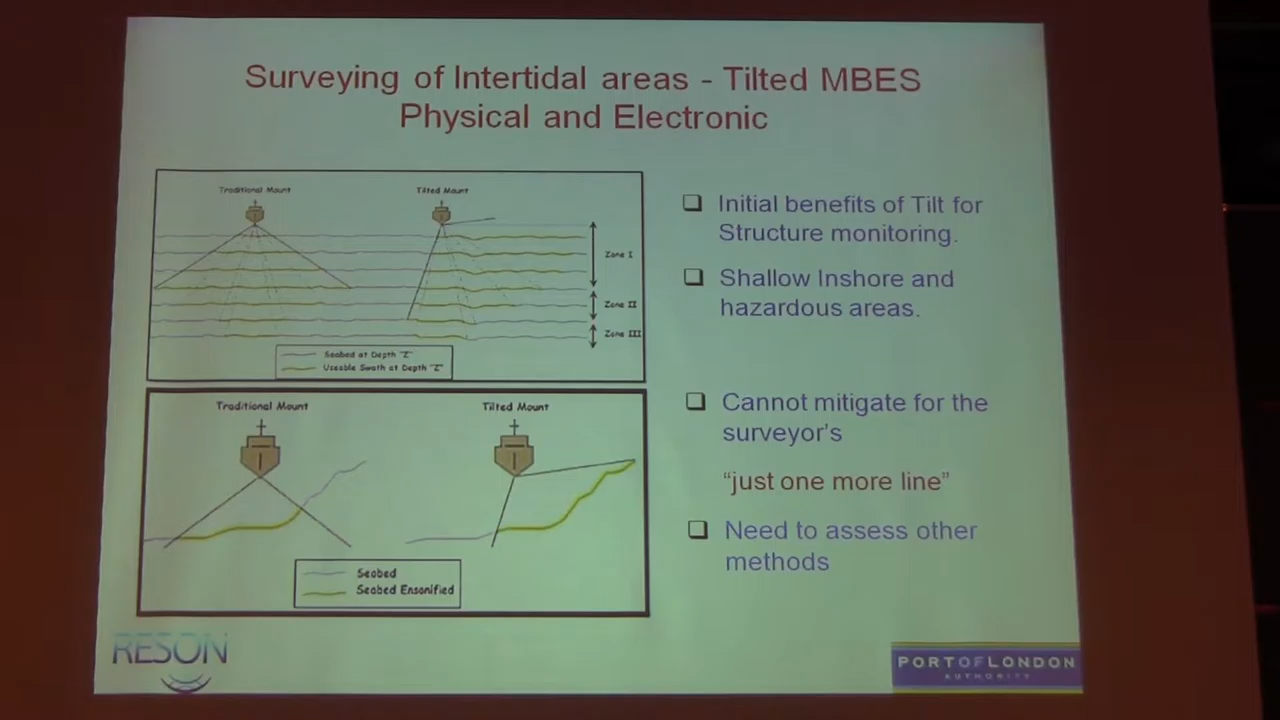 Surveying of Intertidal areas - Tilted MBES
Physical and Electronic
Traditional Mount
Tilted Mount
Zone I
Zone II
Zone III
Seabed at Depth "Z"
Useable Swath at Depth "Z"
Traditional Mount
Tilted Mount
Seabed
Seabed Ensonified
Initial benefits of Tilt for
Structure monitoring.
Shallow Inshore and
hazardous areas.
Cannot mitigate for the
surveyor's
"just one more line"
Need to assess other
methods
RESON
PORT OF LONDON
AUTHORITY